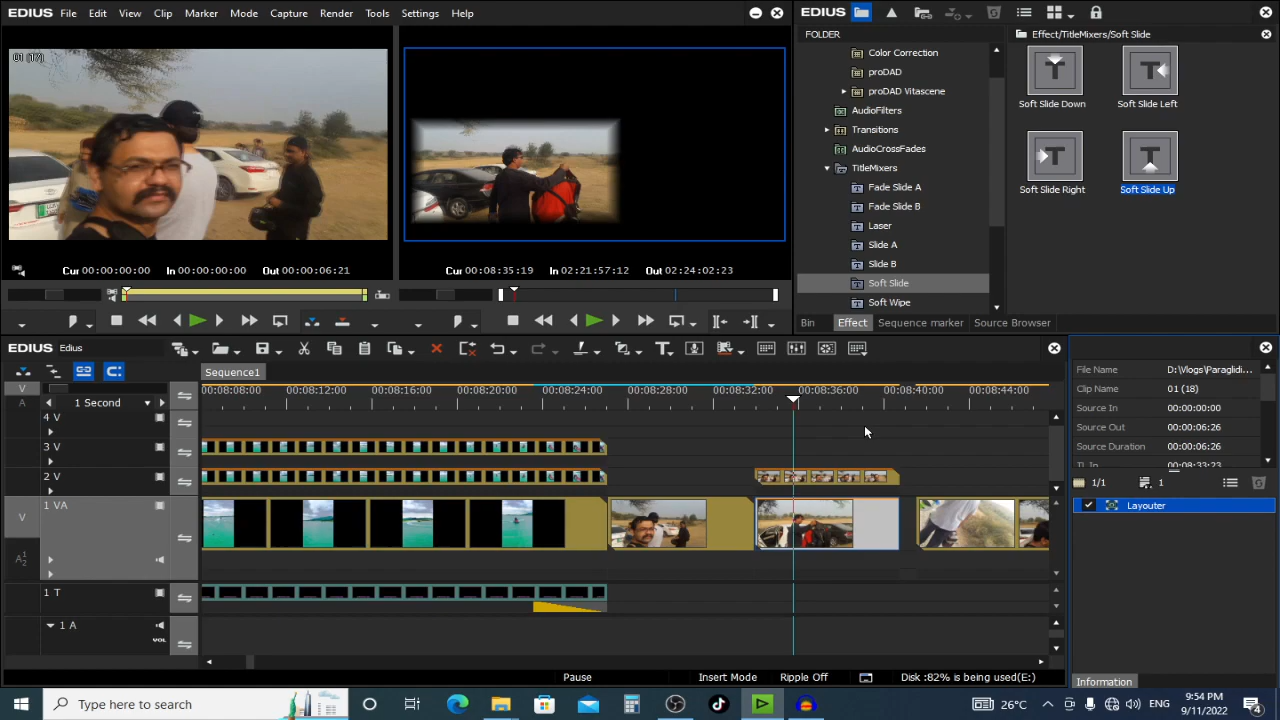 EDIUS File Edit View Clip Marker Mode Capture Render Tools Settings Help
EDIUS
FOLDER
Effect/TitleMixers/Soft Slide
01 (17)
Color Correction
proDAD
proDAD Vitascene
AudioFilters
Transitions
AudioCrossFades
TitleMixers
Fade Slide A
Fade Slide B
Laser
Slide A
Slide B
Soft Slide
Soft Wipe
Soft Slide Down
Soft Slide Left
Soft Slide Right
Soft Slide Up
Cur 00:00:00:00 In 00:00:00:00 Out 00:00:06:21
Cur 00:08:35:19 In 02:21:57:12 Out 02:24:02:23
Bin Effect Sequence marker Source Browser
EDIUS Edius
Sequence1
1 Second
00:08:08:00 00:08:12:00 00:08:16:00 00:08:20:00 00:08:24:00 00:08:28:00 00:08:32:00 00:08:36:00 00:08:40:00 00:08:44:00
V
A
4 V
3 V
2 V
1 VA
V
A1 2
1 T
1 A
VOL
File Name D:\Vlogs\Paraglidi...
Clip Name 01 (18)
Source In 00:00:00:00
Source Out 00:00:06:26
Source Duration 00:00:06:26
TL In 00:08:33:23
1/1 1
Layouter
Information
Pause Insert Mode Ripple Off Disk :82% is being used(E:)
Type here to search
26°C
ENG
9:54 PM
9/11/2022